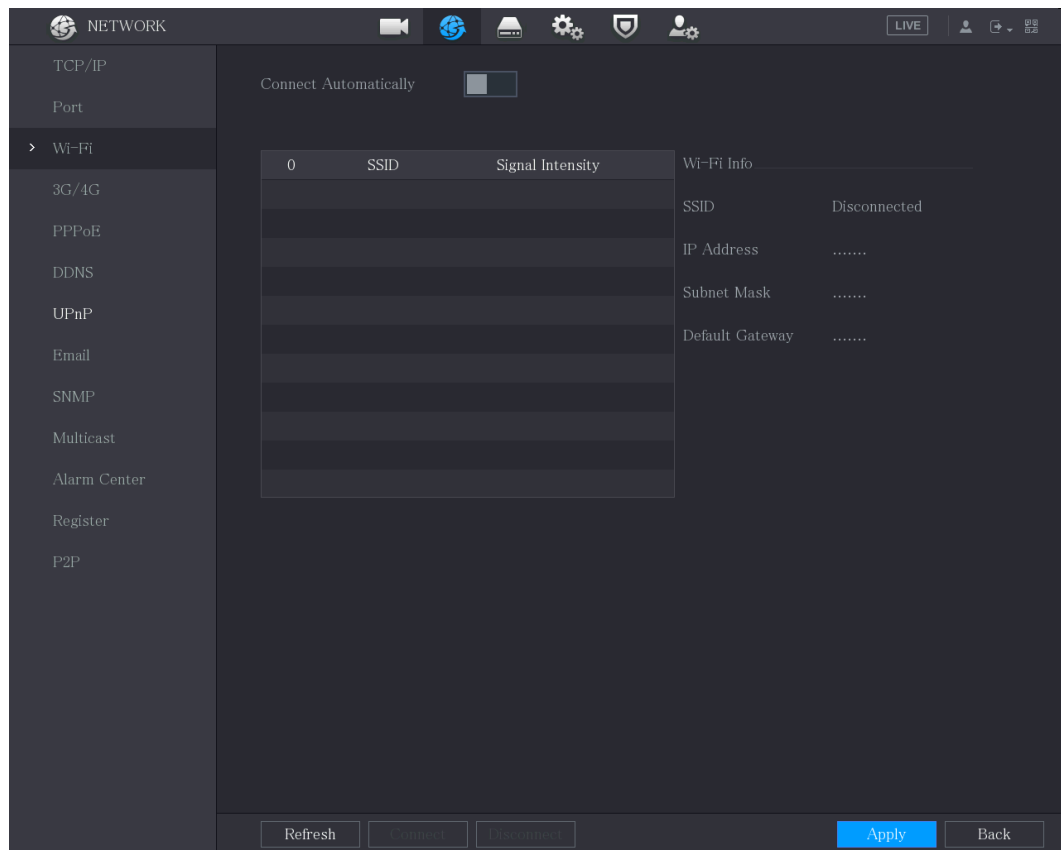 NETWORK
LIVE
TCP/IP
Port
Wi-Fi
3G/4G
PPPoE
DDNS
UPnP
Email
SNMP
Multicast
Alarm Center
Register
P2P
Connect Automatically
0 SSID Signal Intensity
Wi-Fi Info
SSID Disconnected
IP Address .......
Subnet Mask .......
Default Gateway .......
Refresh Connect Disconnect Apply Back